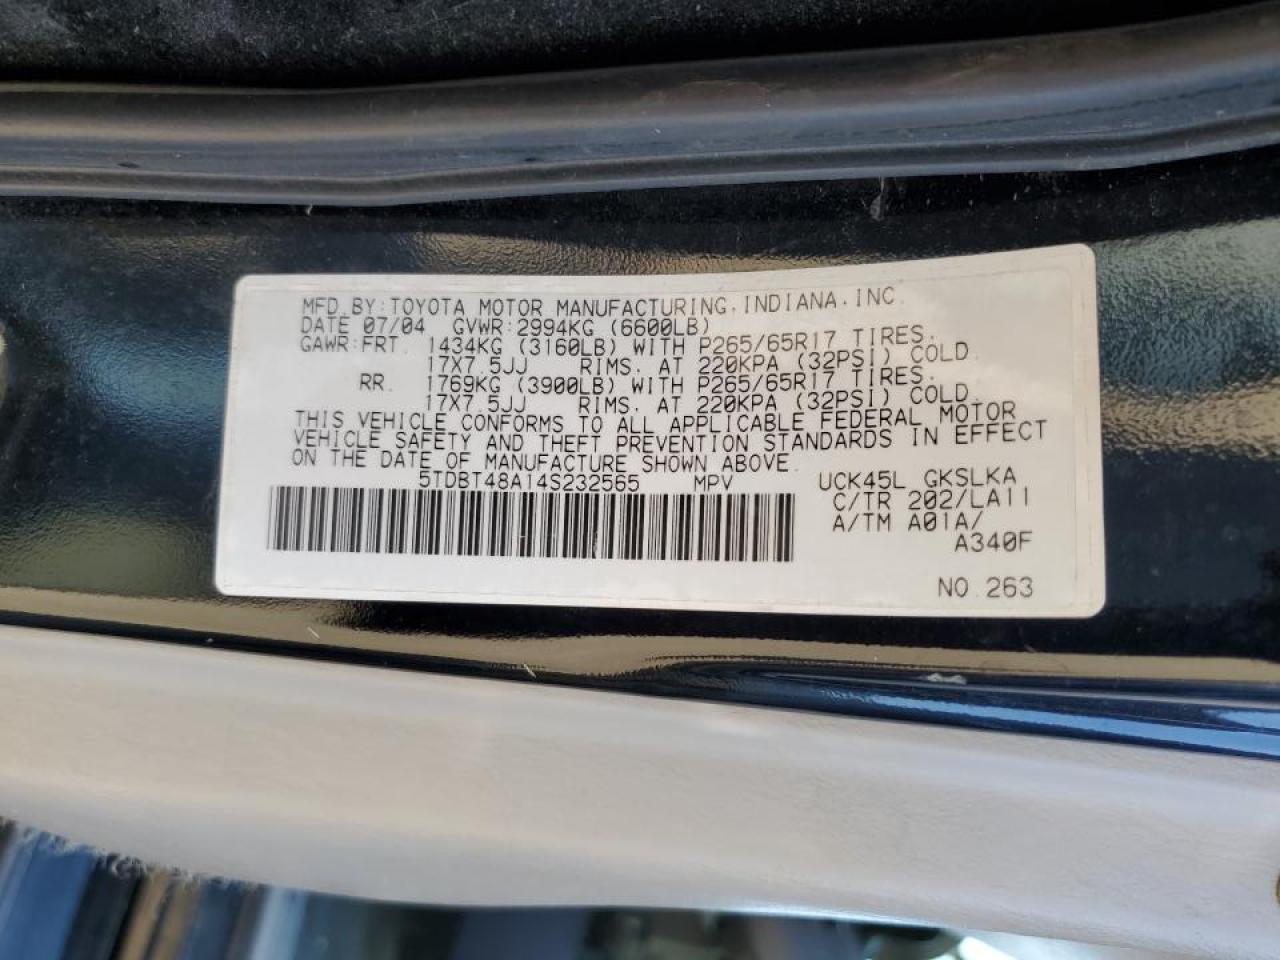 MFD. BY: TOYOTA MOTOR MANUFACTURING, INDIANA, INC.
DATE 07/04 GVWR: 2994KG (6600LB)
GAWR: FRT. 1434KG (3160LB) WITH P265/65R17 TIRES.
17X7.5JJ RIMS. AT 220KPA (32PSI) COLD.
RR. 1769KG (3900LB) WITH P265/65R17 TIRES.
17X7.5JJ RIMS. AT 220KPA (32PSI) COLD.
THIS VEHICLE CONFORMS TO ALL APPLICABLE FEDERAL MOTOR
VEHICLE SAFETY AND THEFT PREVENTION STANDARDS IN EFFECT
ON THE DATE OF MANUFACTURE SHOWN ABOVE.
5TDBT48A14S232565 MPV UCK45L GKSLKA
C/TR 202/LA11
A/TM A01A/
A340F
NO.263